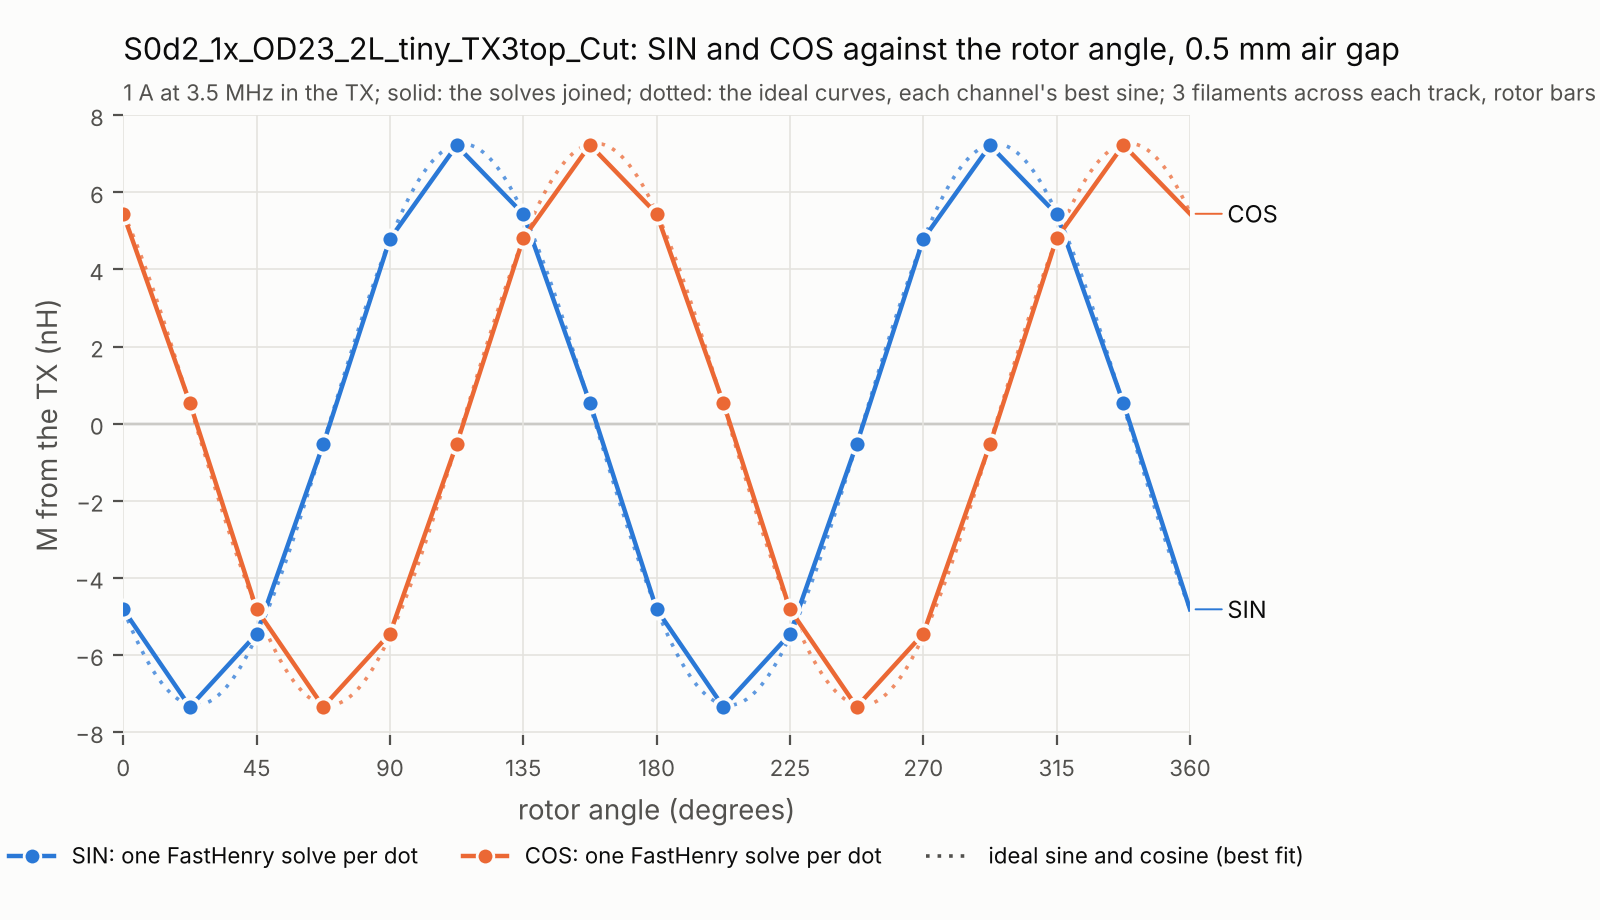 S0d2_1x_OD23_2L_tiny_TX3top_Cut: SIN and COS against the rotor angle, 0.5 mm air gap
1 A at 3.5 MHz in the TX; solid: the solves joined; dotted: the ideal curves, each channel's best sine; 3 filaments across each track, rotor bars
8
6
4
2
0
−2
−4
−6
−8
M from the TX (nH)
COS
SIN
0 45 90 135 180 225 270 315 360
rotor angle (degrees)
SIN: one FastHenry solve per dot COS: one FastHenry solve per dot ideal sine and cosine (best fit)